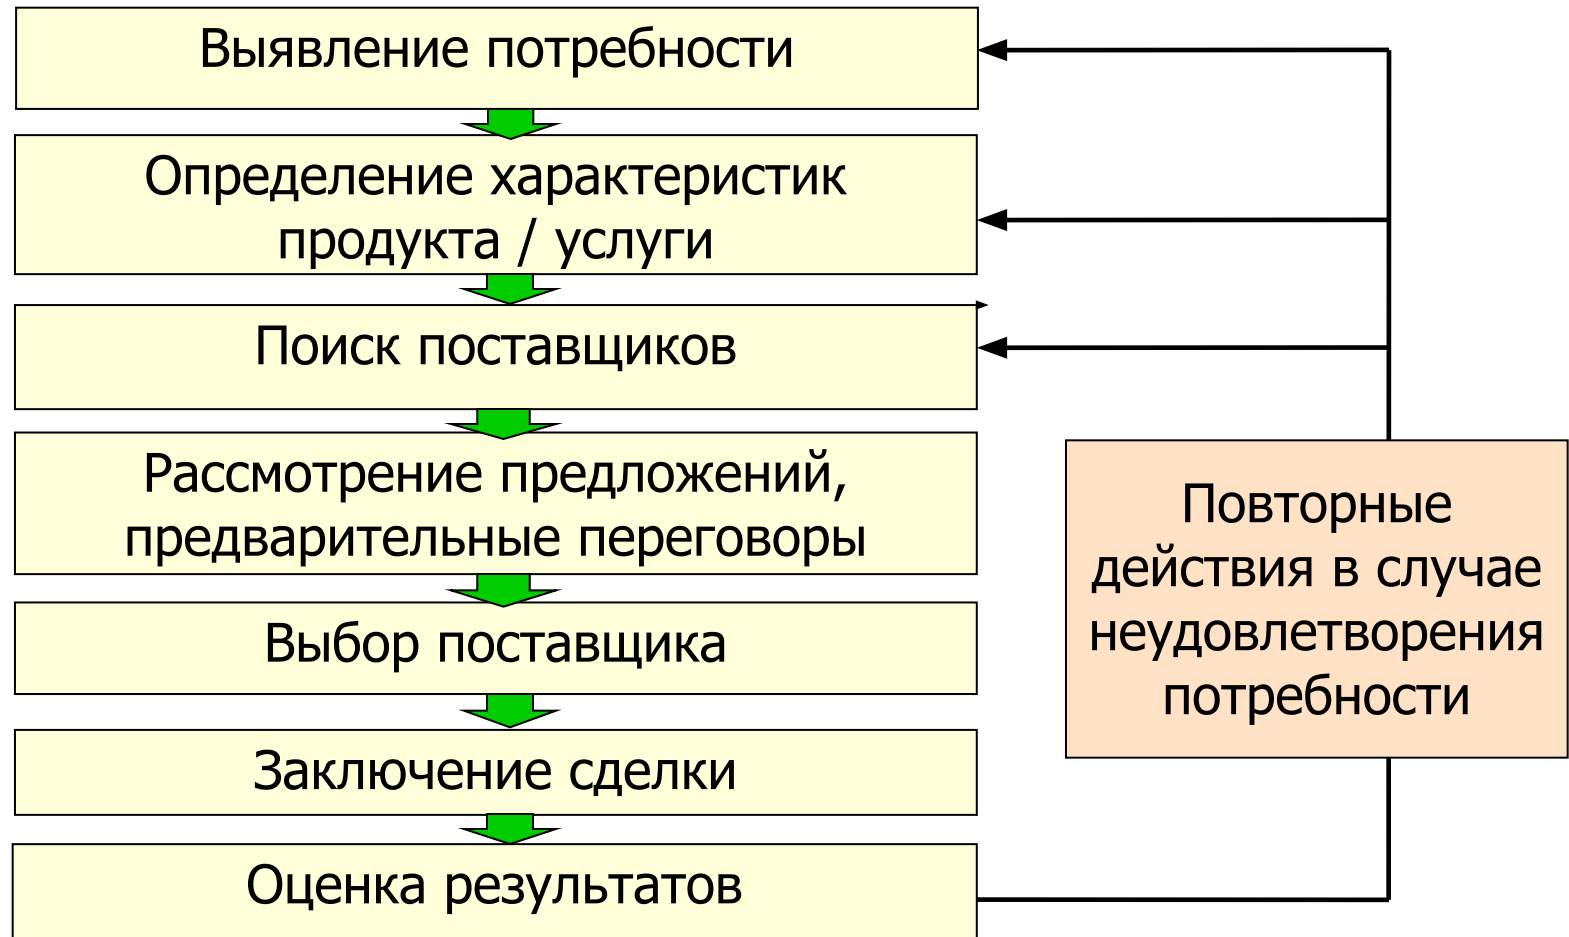 Выявление потребности
Определение характеристик
продукта / услуги
Поиск поставщиков
Рассмотрение предложений,
предварительные переговоры
Выбор поставщика
Заключение сделки
Оценка результатов
Повторные
действия в случае
неудовлетворения
потребности